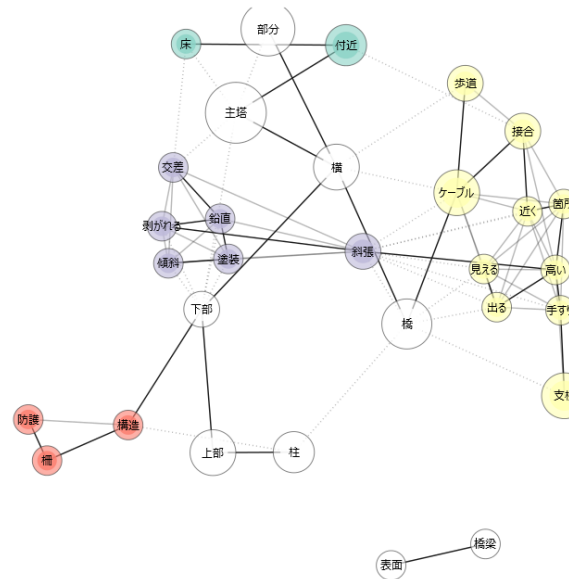 部分
床
付近
歩道
主塔
接合
横
交差
ケーブル
近く
箇所
鉛直
剥がれる
斜張
塗装
傾斜
見える
高い
出る
手すり
下部
橋
防護
構造
柵
上部
柱
橋梁
表面